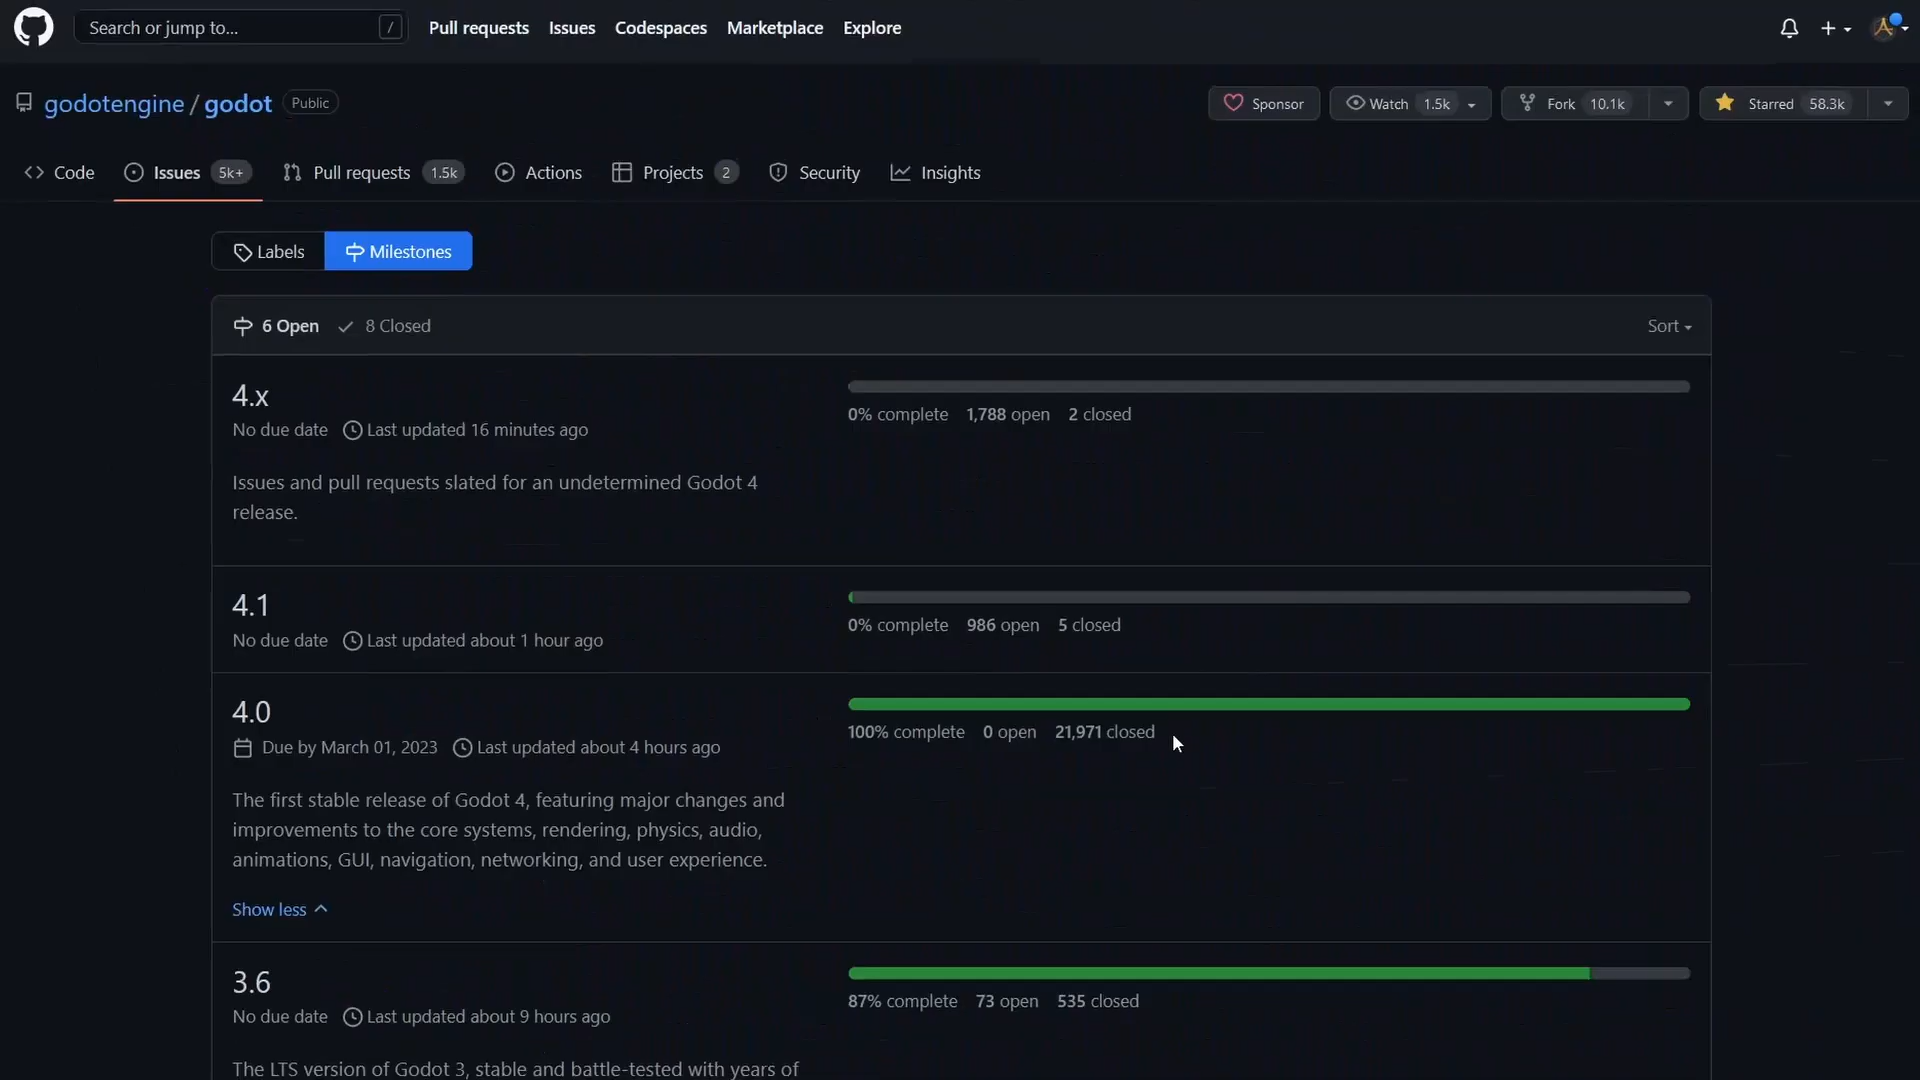 Search or jump to... /
Pull requests Issues Codespaces Marketplace Explore
godotengine / godot Public
Sponsor Watch 1.5k Fork 10.1k Starred 58.3k
Code Issues 5k+ Pull requests 1.5k Actions Projects 2 Security Insights
Labels Milestones
6 Open 8 Closed Sort
4.x
No due date Last updated 16 minutes ago
0% complete 1,788 open 2 closed
Issues and pull requests slated for an undetermined Godot 4
release.
4.1
No due date Last updated about 1 hour ago
0% complete 986 open 5 closed
4.0
Due by March 01, 2023 Last updated about 4 hours ago
100% complete 0 open 21,971 closed
The first stable release of Godot 4, featuring major changes and
improvements to the core systems, rendering, physics, audio,
animations, GUI, navigation, networking, and user experience.
Show less
3.6
No due date Last updated about 9 hours ago
87% complete 73 open 535 closed
The LTS version of Godot 3, stable and battle-tested with years of